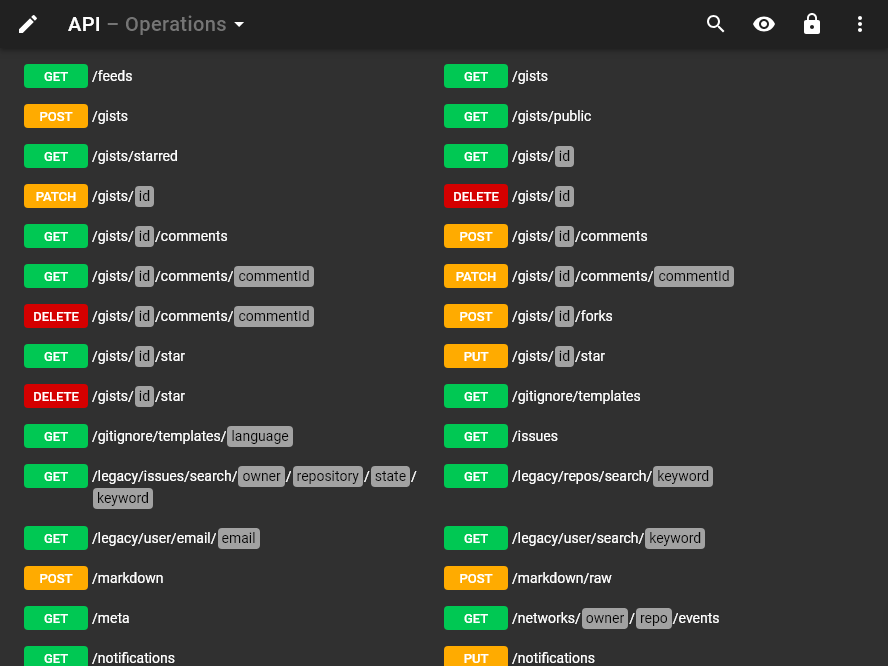 API – Operations
GET /feeds
GET /gists
POST /gists
GET /gists/public
GET /gists/starred
GET /gists/ id
PATCH /gists/ id
DELETE /gists/ id
GET /gists/ id /comments
POST /gists/ id /comments
GET /gists/ id /comments/ commentId
PATCH /gists/ id /comments/ commentId
DELETE /gists/ id /comments/ commentId
POST /gists/ id /forks
GET /gists/ id /star
PUT /gists/ id /star
DELETE /gists/ id /star
GET /gitignore/templates
GET /gitignore/templates/ language
GET /issues
GET /legacy/issues/search/ owner / repository / state /
keyword
GET /legacy/repos/search/ keyword
GET /legacy/user/email/ email
GET /legacy/user/search/ keyword
POST /markdown
POST /markdown/raw
GET /meta
GET /networks/ owner / repo /events
GET /notifications
PUT /notifications